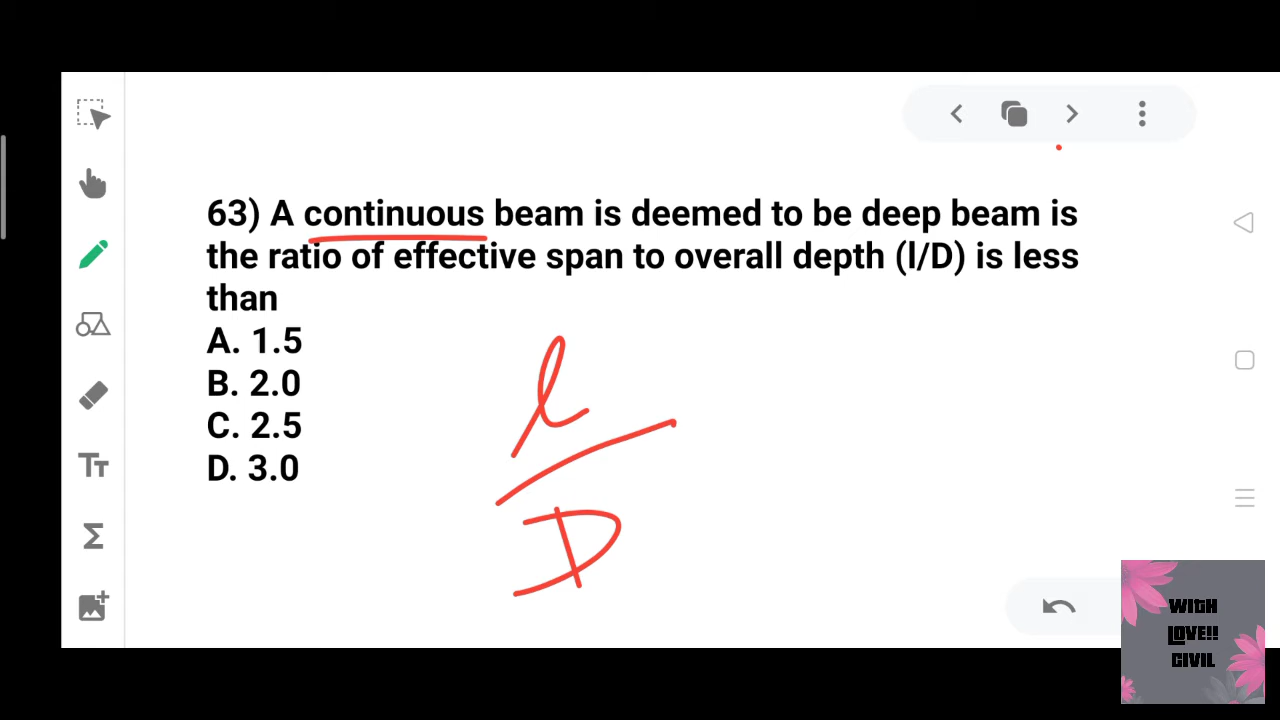 63) A continuous beam is deemed to be deep beam is
the ratio of effective span to overall depth (l/D) is less
than
A. 1.5
B. 2.0
C. 2.5
D. 3.0
l
D
Tт
Σ
WITH
LOVE!!
CIVIL